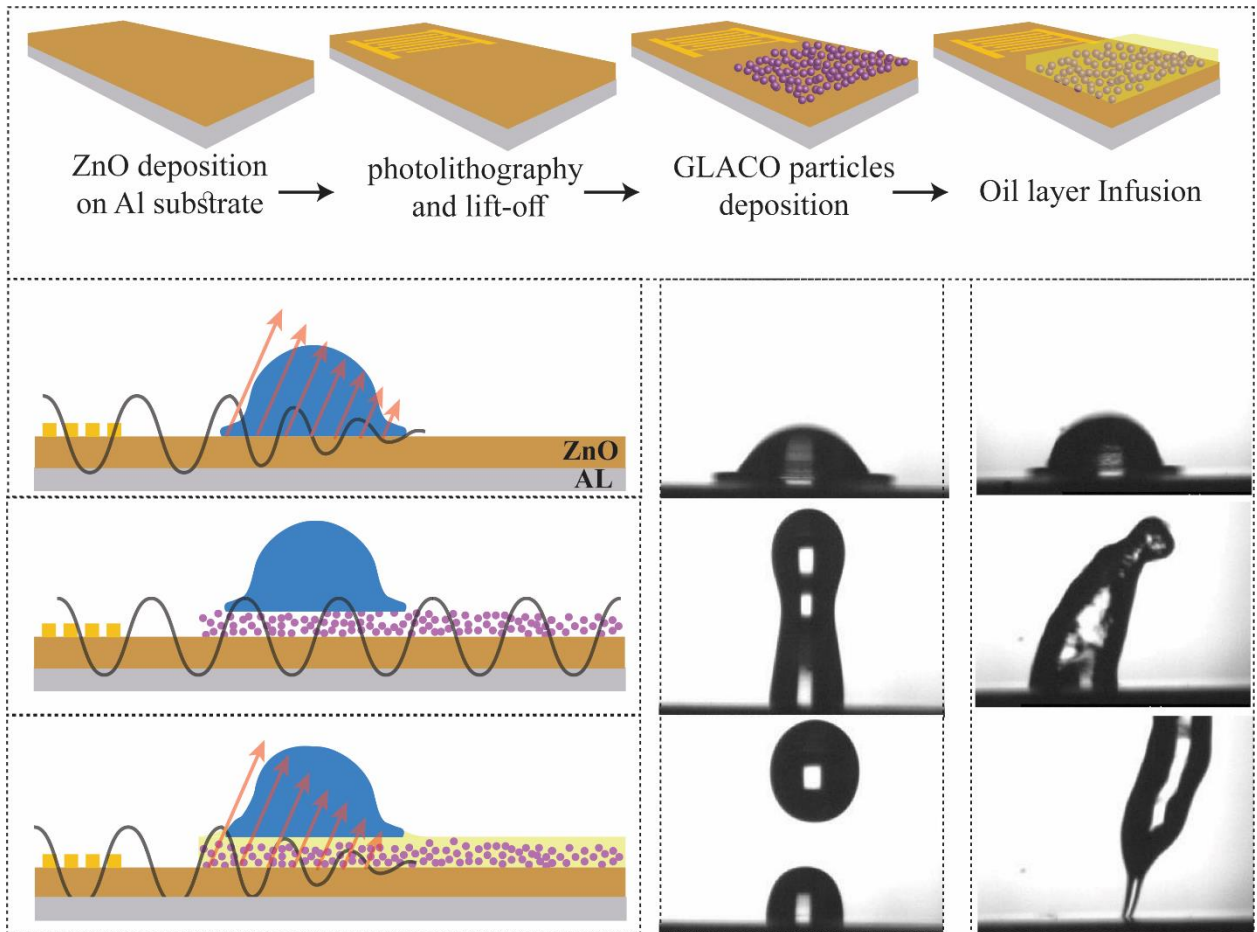 ZnO deposition
on Al substrate
photolithography
and lift-off
GLACO particles
deposition
Oil layer Infusion
ZnO
AL